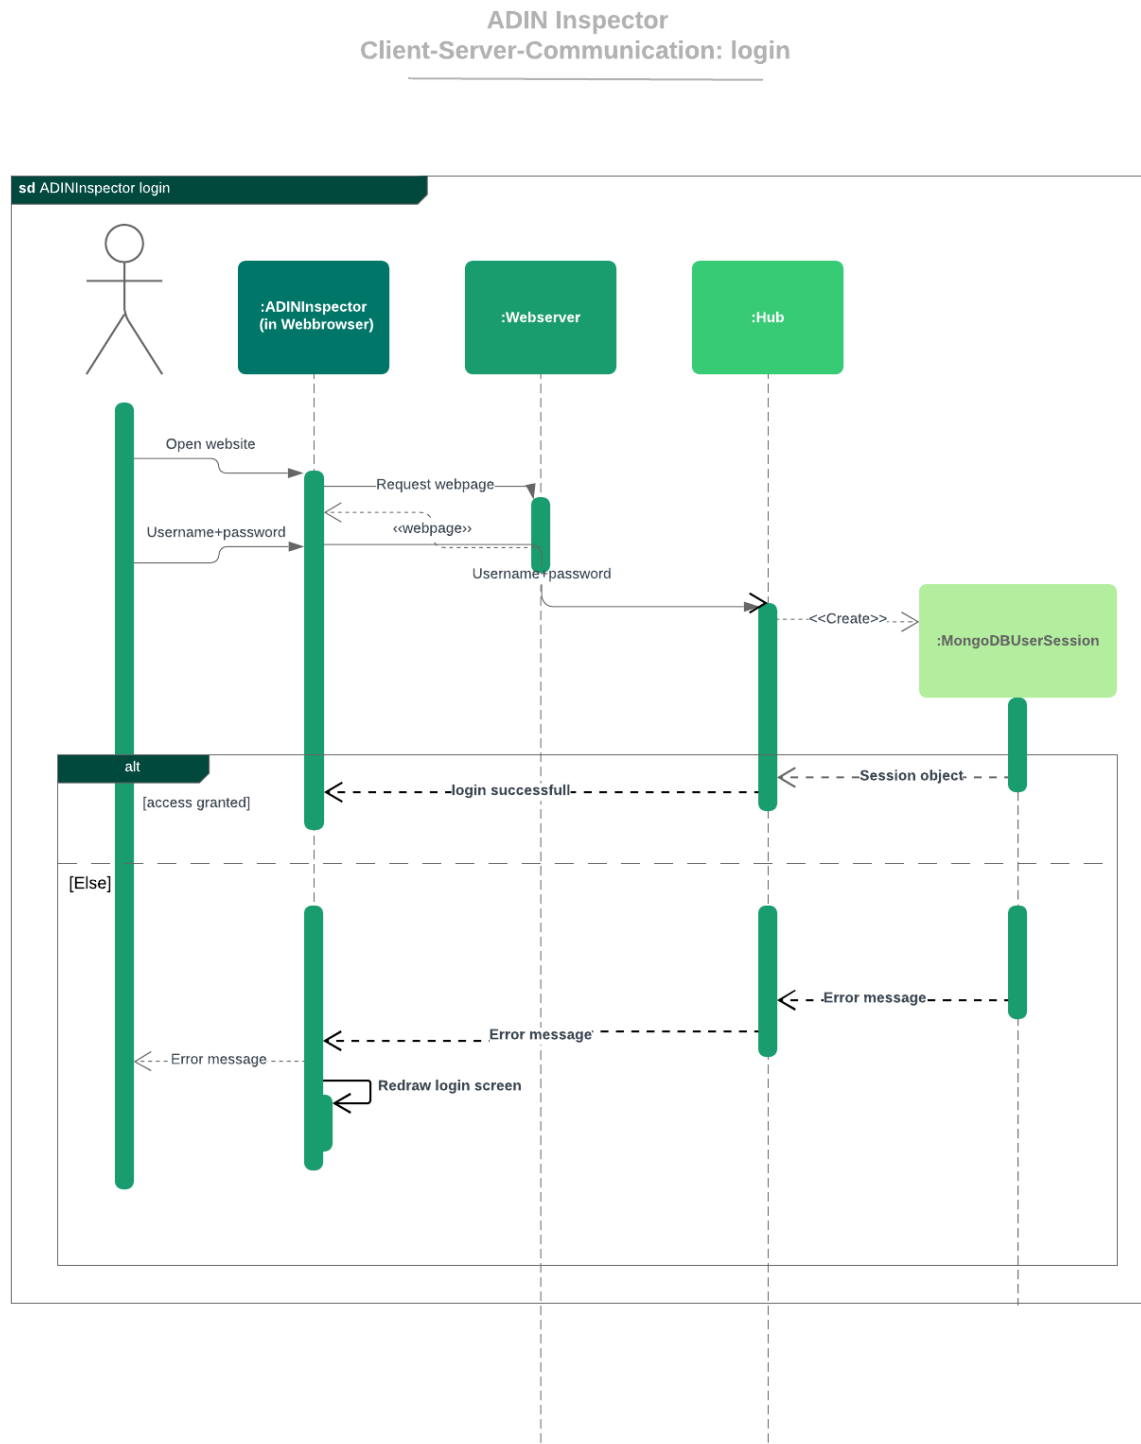 ADIN Inspector
Client-Server-Communication: login
sd ADINInspector login
:ADINInspector
(in Webbrowser)
:Webserver
:Hub
Open website
Request webpage
‹‹webpage››
Username+password
Username+password
<<Create>>
:MongoDBUserSession
alt
Session object
login successfull
[access granted]
[Else]
Error message
Error message
Error message
Redraw login screen